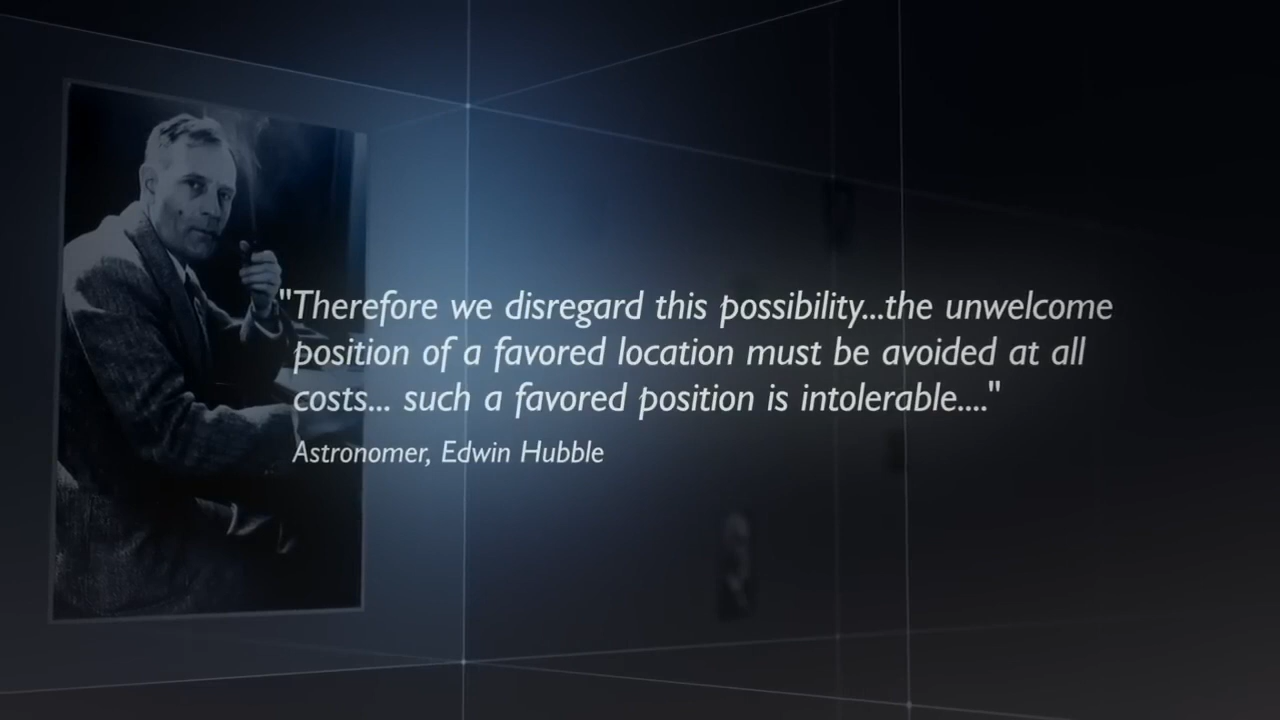 "Therefore we disregard this possibility...the unwelcome
position of a favored location must be avoided at all
costs... such a favored position is intolerable...."
Astronomer, Edwin Hubble